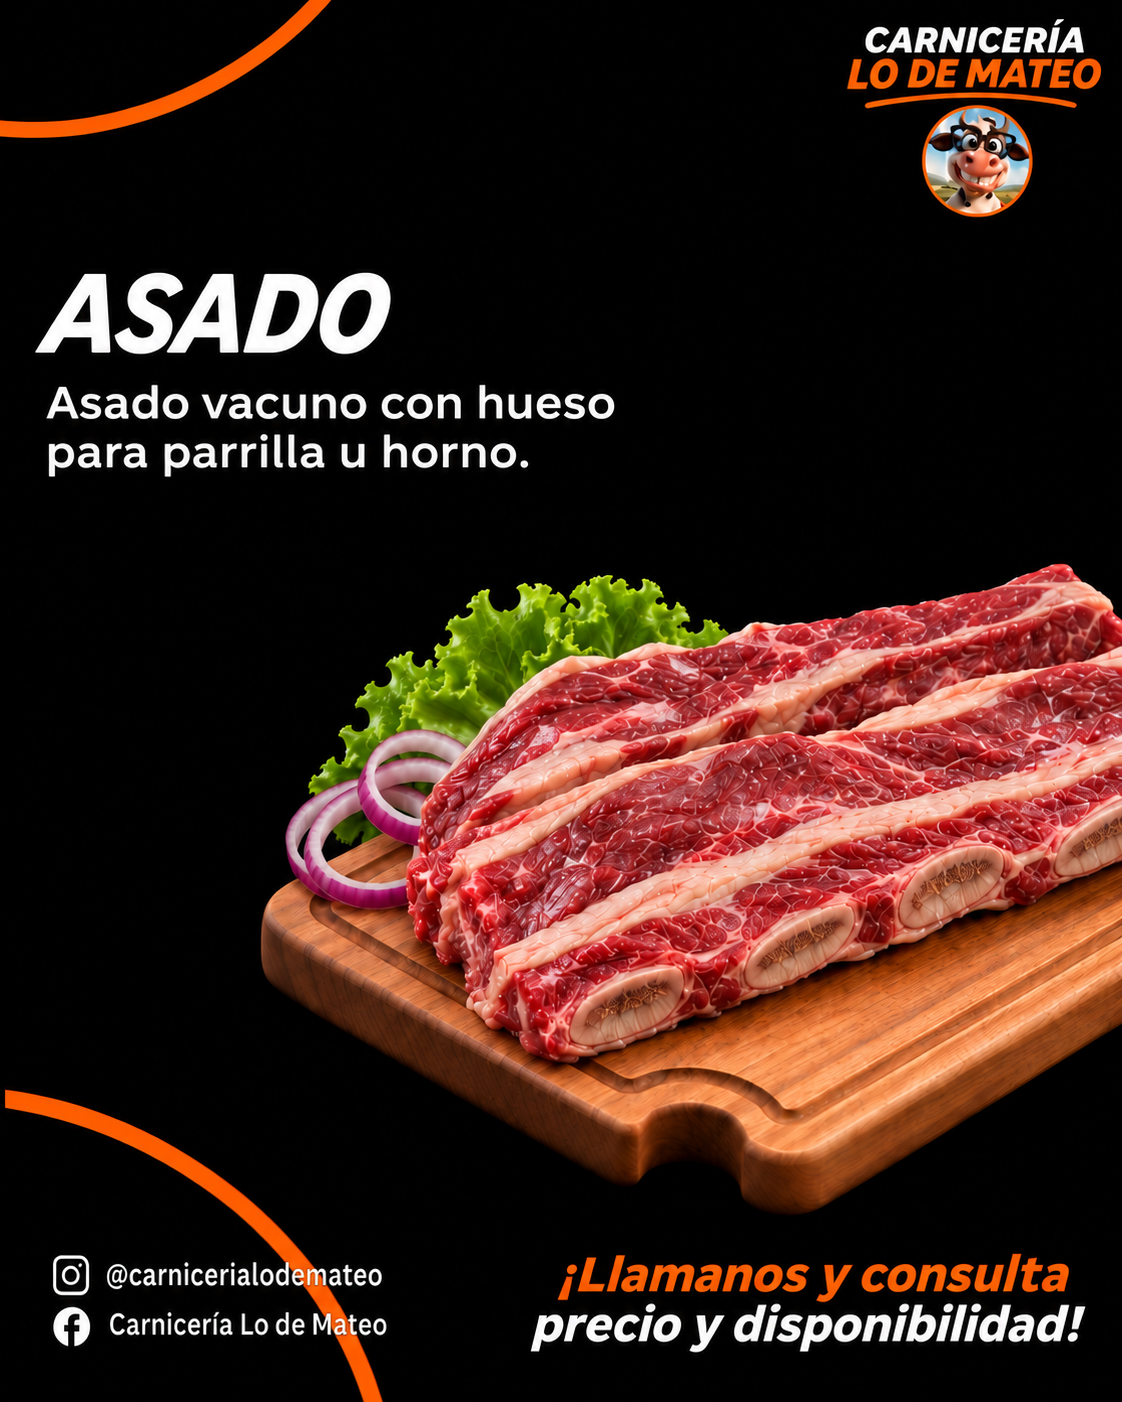 CARNICERÍA
LO DE MATEO
ASADO
Asado vacuno con hueso
para parrilla u horno.
@carnicerialodemateo
Carnicería Lo de Mateo
¡Llamanos y consulta
precio y disponibilidad!